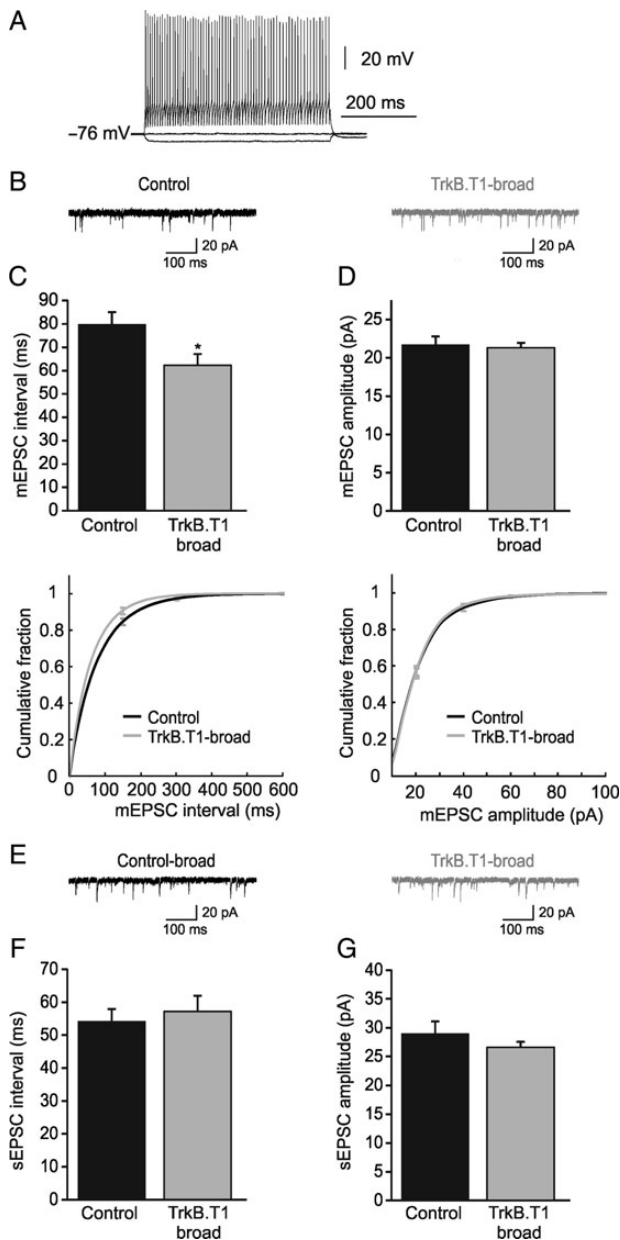 A
20 mV
200 ms
–76 mV
B
Control
TrkB.T1-broad
20 pA
100 ms
20 pA
100 ms
C
mEPSC interval (ms)
90
80
70
60
50
40
30
20
10
0
*
Control
TrkB.T1
broad
D
mEPSC amplitude (pA)
25
20
15
10
5
0
Control
TrkB.T1
broad
Cumulative fraction
1
0.8
0.6
0.4
0.2
0
Control
TrkB.T1-broad
0 100 200 300 400 500 600
mEPSC interval (ms)
Cumulative fraction
1
0.8
0.6
0.4
0.2
0
Control
TrkB.T1-broad
20 40 60 80 100
mEPSC amplitude (pA)
E
Control-broad
TrkB.T1-broad
20 pA
100 ms
20 pA
100 ms
F
sEPSC interval (ms)
70
60
50
40
30
20
10
0
Control
TrkB.T1
broad
G
sEPSC amplitude (pA)
40
35
30
25
20
15
10
5
0
Control
TrkB.T1
broad